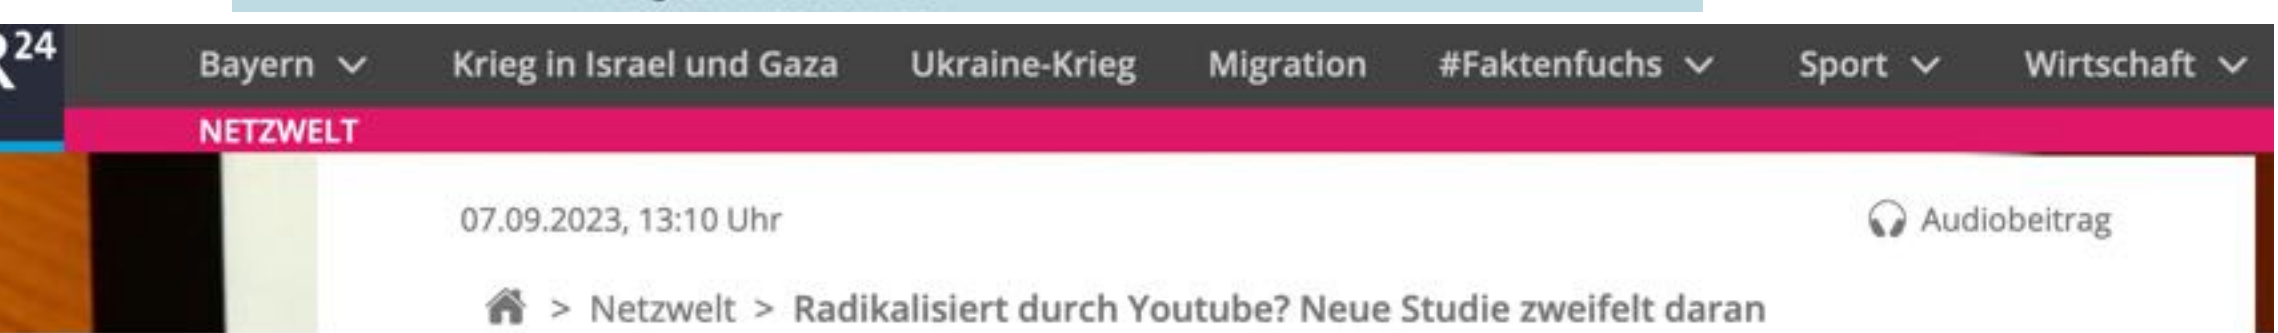 R24
Bayern Krieg in Israel und Gaza Ukraine-Krieg Migration #Faktenfuchs Sport Wirtschaft
NETZWELT
07.09.2023, 13:10 Uhr Audiobeitrag
> Netzwelt > Radikalisiert durch Youtube? Neue Studie zweifelt daran